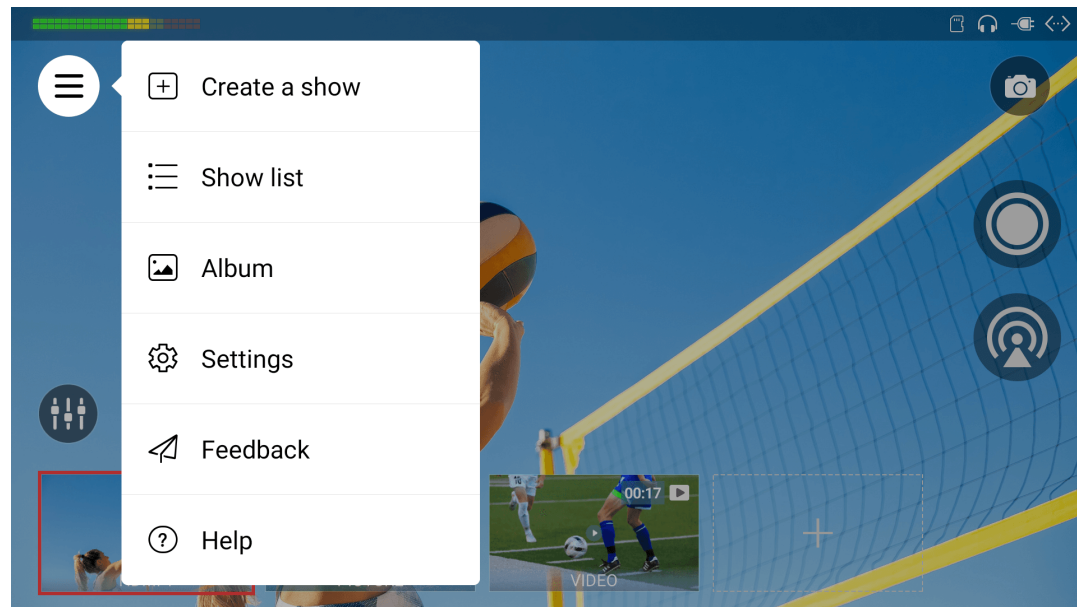 Create a show
Show list
Album
Settings
Feedback
Help
00:17
VIDEO